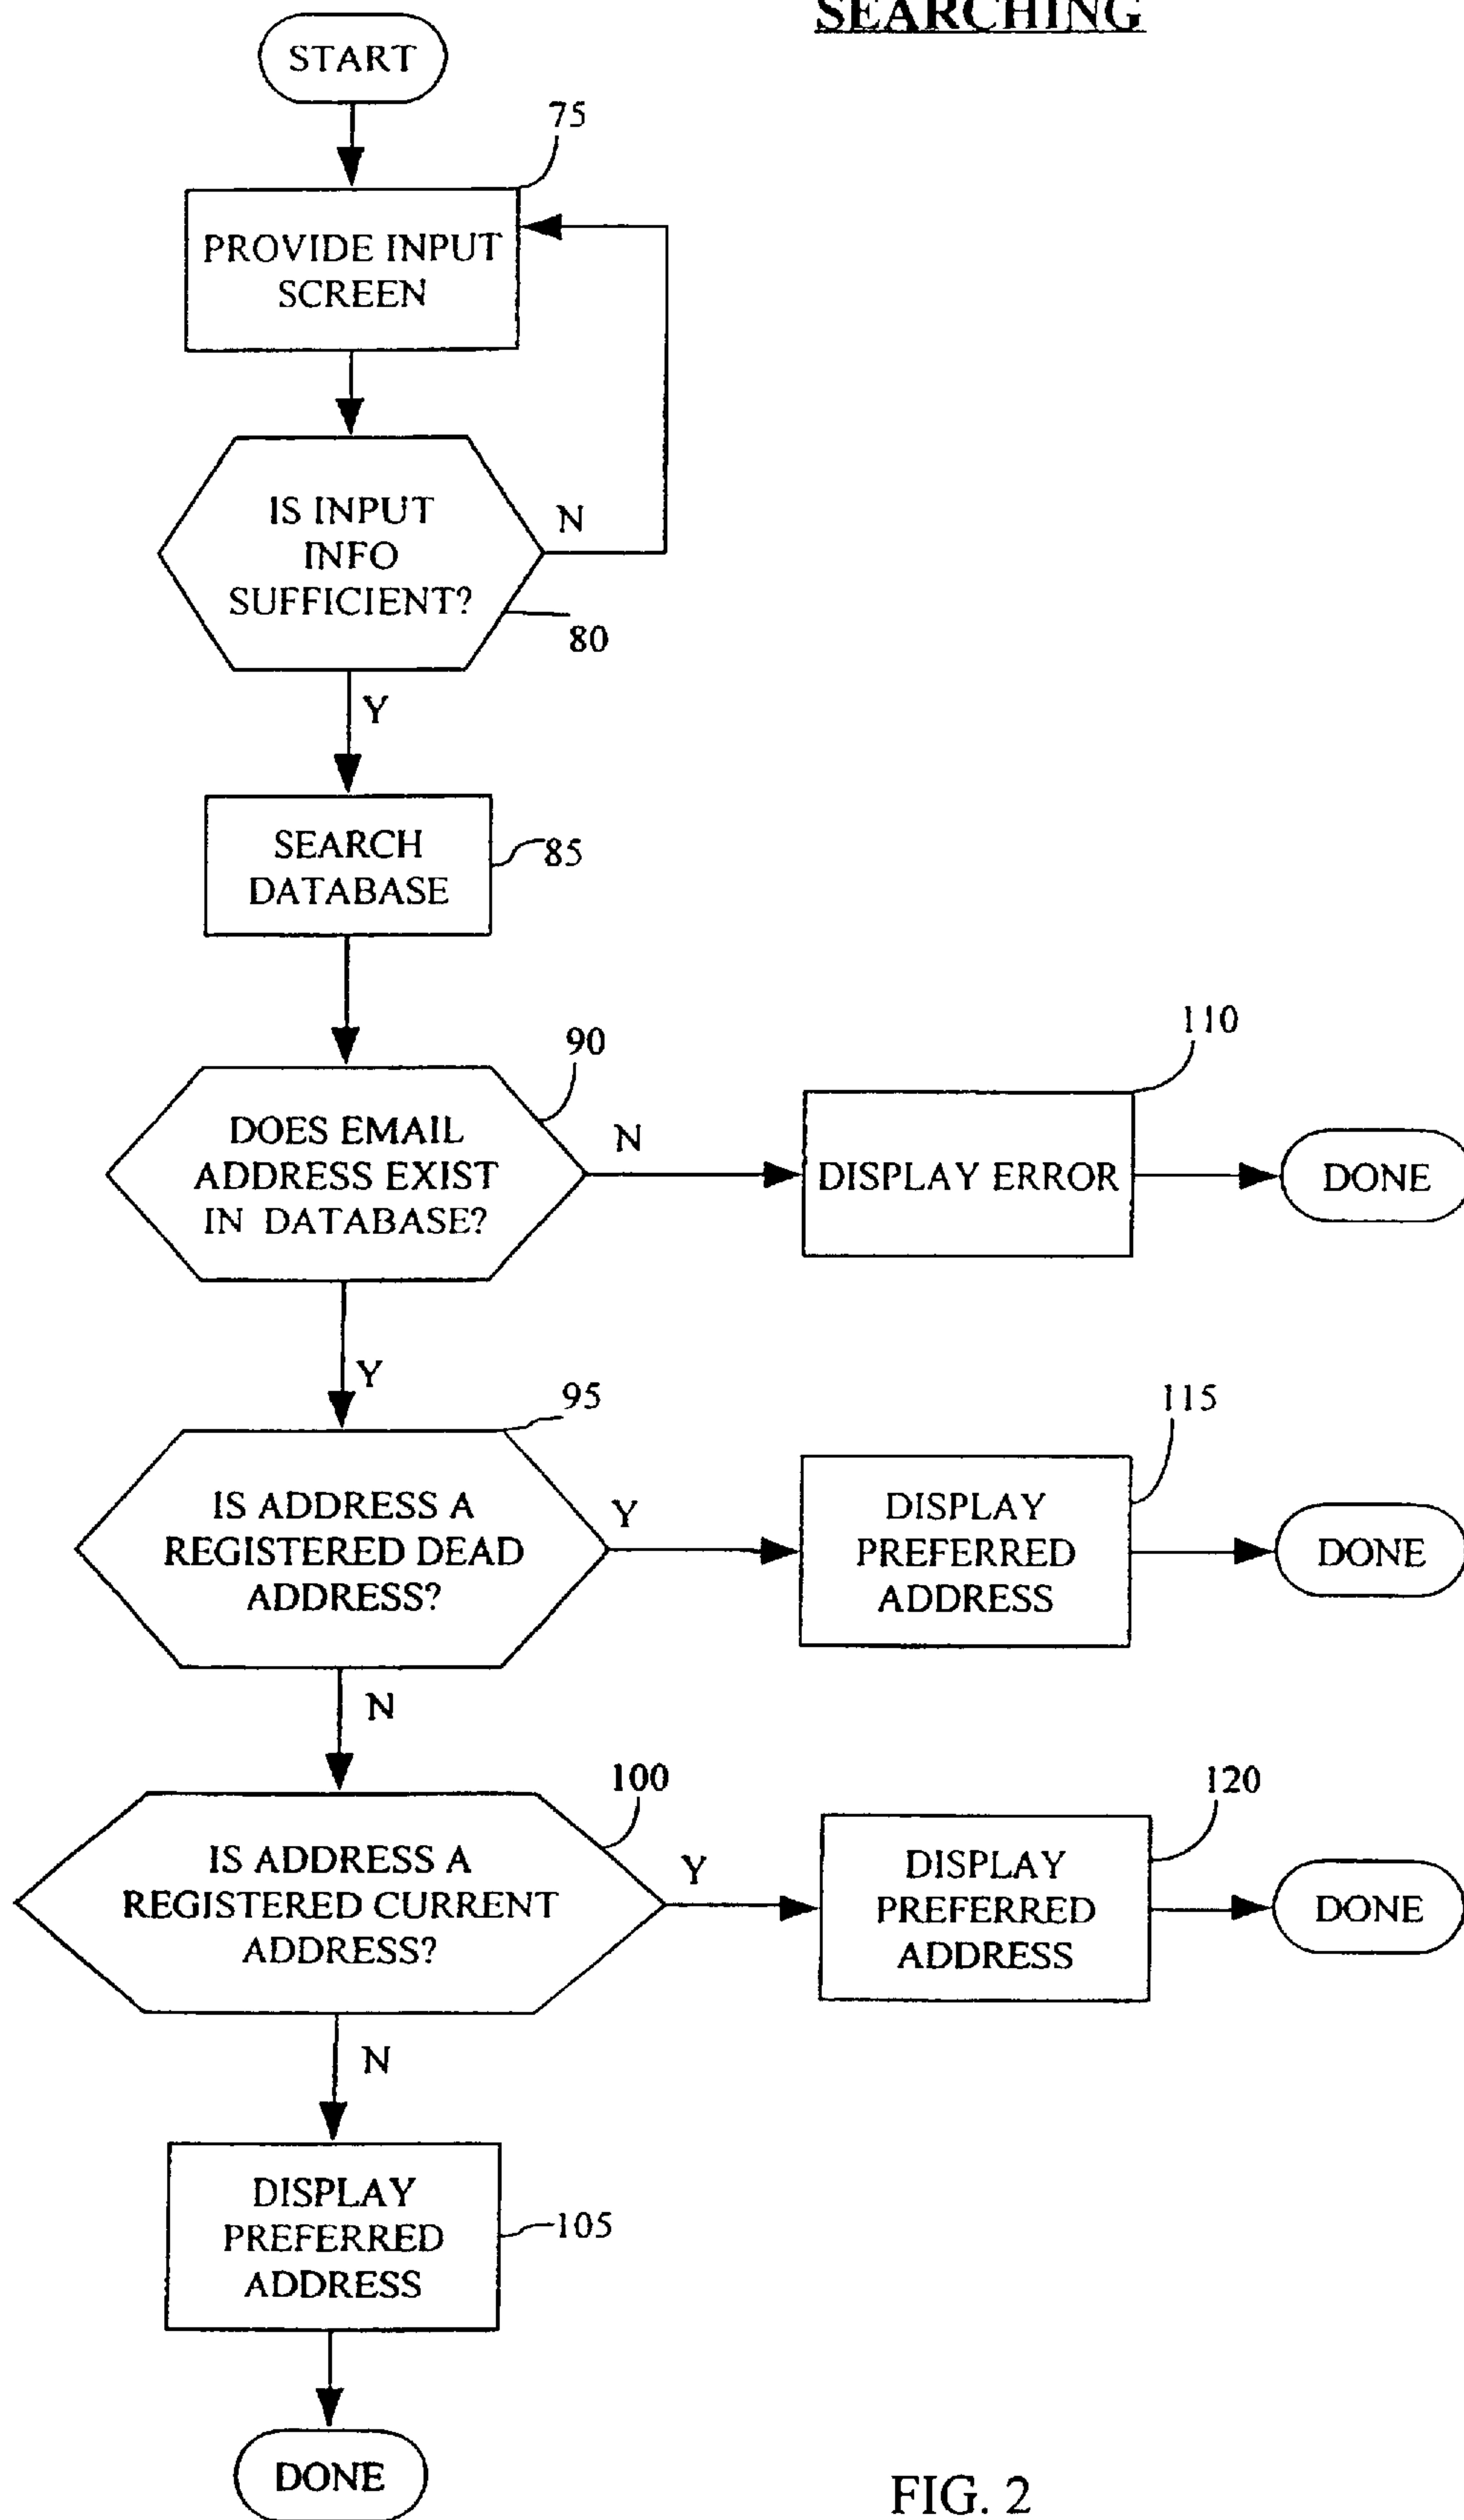 SEARCHING
START
75
PROVIDE INPUT
SCREEN
IS INPUT
INFO
SUFFICIENT?
N
80
Y
SEARCH
DATABASE
85
90
DOES EMAIL
ADDRESS EXIST
IN DATABASE?
N
110
DISPLAY ERROR
DONE
Y
95
IS ADDRESS A
REGISTERED DEAD
ADDRESS?
Y
115
DISPLAY
PREFERRED
ADDRESS
DONE
N
100
IS ADDRESS A
REGISTERED CURRENT
ADDRESS?
Y
120
DISPLAY
PREFERRED
ADDRESS
DONE
N
DISPLAY
PREFERRED
ADDRESS
105
DONE
FIG. 2